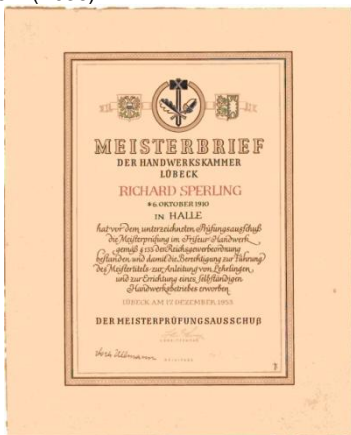 MEISTERBRIEF
DER HANDWERKSKAMMER
LÜBECK
RICHARD SPERLING
*6.OKTOBER 1910
IN HALLE
hat vor dem unterzeichneten Prüfungsausschuß
die Meisterprüfung im Friseur-Handwerk
gemäß § 133 der Reichsgewerbeordnung
bestanden und damit die Berechtigung zur Führung
des Meistertitels zur Anleitung von Lehrlingen
und zur Errichtung eines selbständigen
Handwerksbetriebes erworben
LÜBECK AM 17 DEZEMBER 1953
DER MEISTERPRÜFUNGSAUSSCHUß